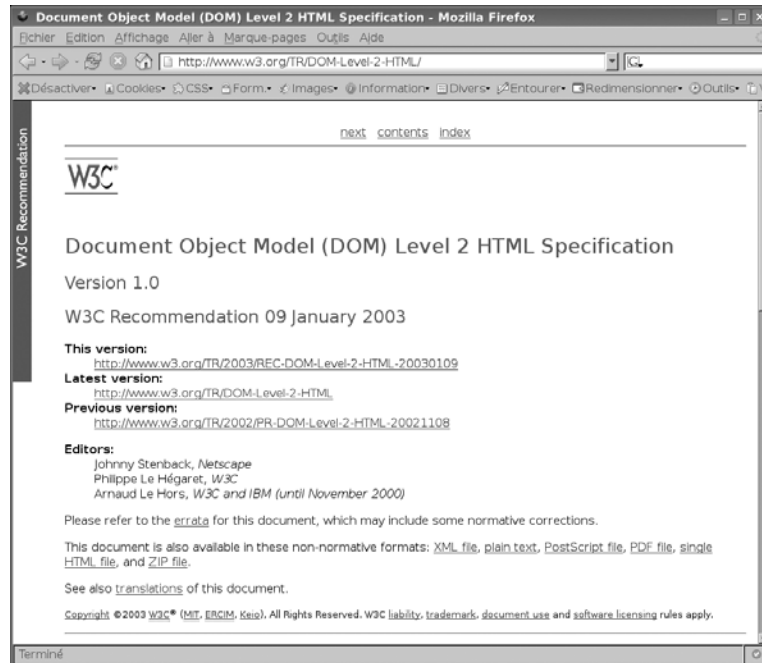 Document Object Model (DOM) Level 2 HTML Specification - Mozilla Firefox
Fichier Edition Affichage Aller à Marque-pages Outils Aide
http://www.w3.org/TR/DOM-Level-2-HTML/
Désactiver Cookies CSS Form. Images Information Divers Entourer Redimensionner Outils
W3C Recommendation
next contents index
W3C®
Document Object Model (DOM) Level 2 HTML Specification
Version 1.0
W3C Recommendation 09 January 2003
This version:
http://www.w3.org/TR/2003/REC-DOM-Level-2-HTML-20030109
Latest version:
http://www.w3.org/TR/DOM-Level-2-HTML
Previous version:
http://www.w3.org/TR/2002/PR-DOM-Level-2-HTML-20021108
Editors:
Johnny Stenback, Netscape
Philippe Le Hégaret, W3C
Arnaud Le Hors, W3C and IBM (until November 2000)
Please refer to the errata for this document, which may include some normative corrections.
This document is also available in these non-normative formats: XML file, plain text, PostScript file, PDF file, single
HTML file, and ZIP file.
See also translations of this document.
Copyright ©2003 W3C® (MIT, ERCIM, Keio), All Rights Reserved. W3C liability, trademark, document use and software licensing rules apply.
Terminé